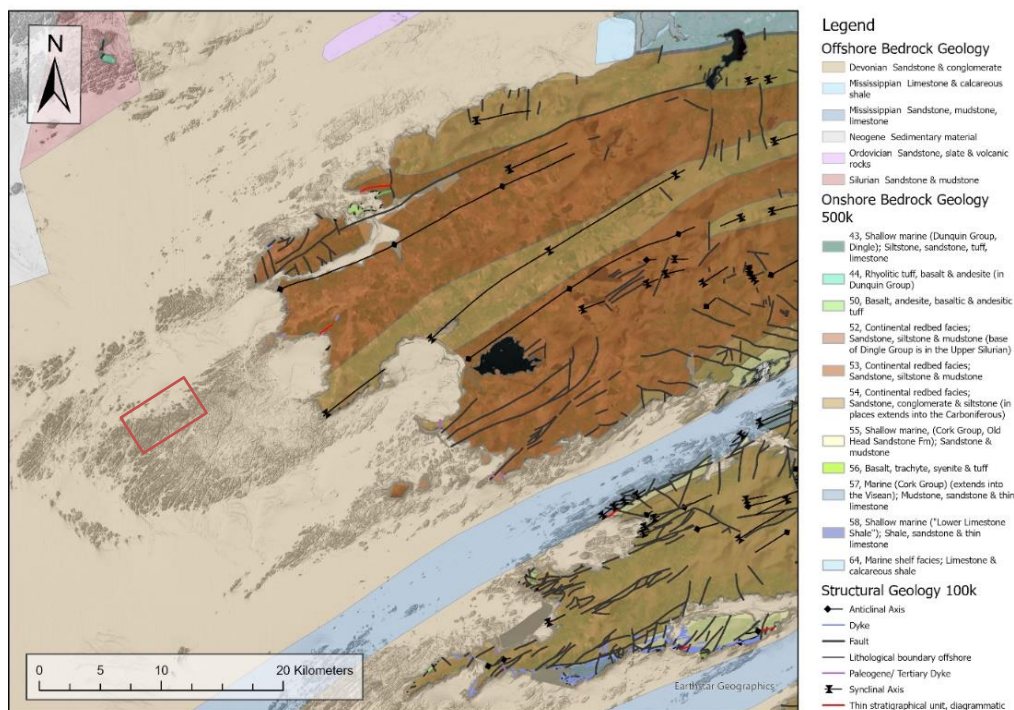 N
0 5 10 20 Kilometers
Earthstar Geographics
Legend
Offshore Bedrock Geology
Devonian Sandstone & conglomerate
Mississippian Limestone & calcareous
shale
Mississippian Sandstone, mudstone,
limestone
Neogene Sedimentary material
Ordovician Sandstone, slate & volcanic
rocks
Silurian Sandstone & mudstone
Onshore Bedrock Geology
500k
43, Shallow marine (Dunquin Group,
Dingle); Siltstone, sandstone, tuff,
limestone
44, Rhyolitic tuff, basalt & andesite (in
Dunquin Group)
50, Basalt, andesite, basaltic & andesitic
tuff
52, Continental redbed facies;
Sandstone, siltstone & mudstone (base
of Dingle Group is in the Upper Silurian)
53, Continental redbed facies;
Sandstone, siltstone & mudstone
54, Continental redbed facies;
Sandstone, conglomerate & siltstone (in
places extends into the Carboniferous)
55, Shallow marine, (Cork Group, Old
Head Sandstone Fm); Sandstone &
mudstone
56, Basalt, trachyte, syenite & tuff
57, Marine (Cork Group) (extends into
the Visean); Mudstone, sandstone & thin
limestone
58, Shallow marine ("Lower Limestone
Shale"); Shale, sandstone & thin
limestone
64, Marine shelf facies; Limestone &
calcareous shale
Structural Geology 100k
Anticlinal Axis
Dyke
Fault
Lithological boundary offshore
Paleogene/ Tertiary Dyke
Synclinal Axis
Thin stratigraphical unit, diagrammatic